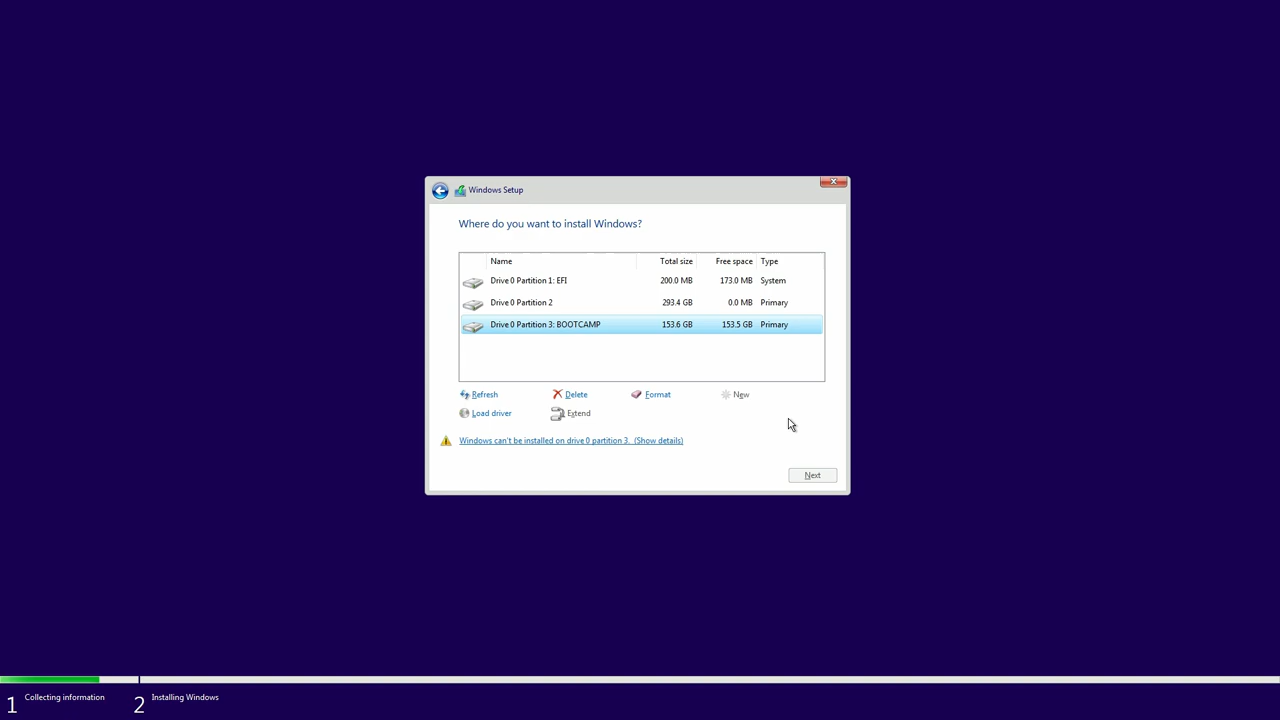 Windows Setup
Where do you want to install Windows?
Name Total size Free space Type
Drive 0 Partition 1: EFI 200.0 MB 173.0 MB System
Drive 0 Partition 2 293.4 GB 0.0 MB Primary
Drive 0 Partition 3: BOOTCAMP 153.6 GB 153.5 GB Primary
Refresh Delete Format New
Load driver Extend
Windows can't be installed on drive 0 partition 3. (Show details)
Next
1 Collecting information 2 Installing Windows